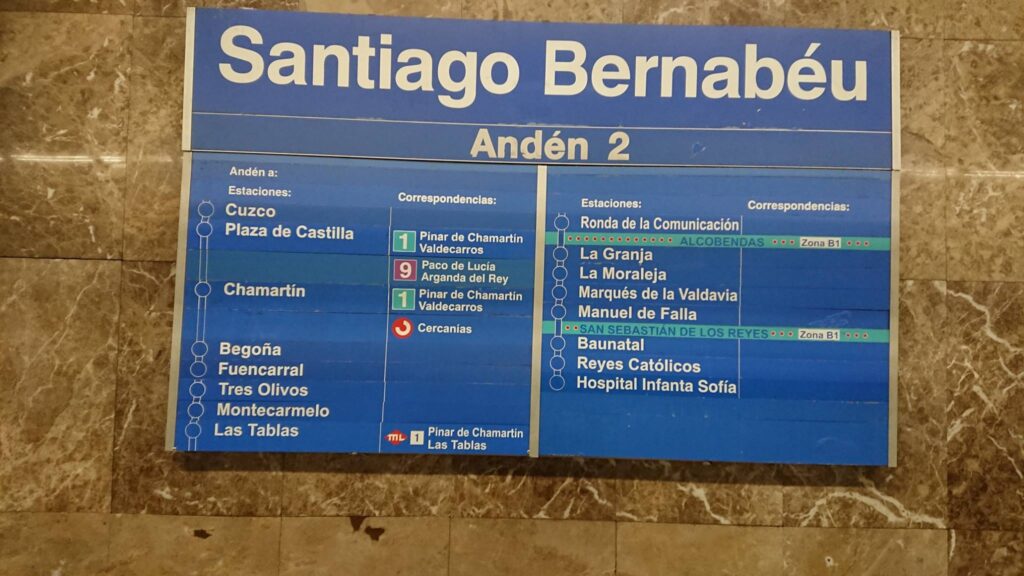 Santiago Bernabéu
Andén 2
Andén a:
Estaciones:
Correspondencias:
Cuzco
Plaza de Castilla
1 Pinar de Chamartín
Valdecarros
9 Paco de Lucía
Arganda del Rey
Chamartín
1 Pinar de Chamartín
Valdecarros
Cercanías
Begoña
Fuencarral
Tres Olivos
Montecarmelo
Las Tablas
ML 1 Pinar de Chamartín
Las Tablas
Estaciones:
Correspondencias:
Ronda de la Comunicación
ALCOBENDAS Zona B1
La Granja
La Moraleja
Marqués de la Valdavia
Manuel de Falla
SAN SEBASTIÁN DE LOS REYES Zona B1
Baunatal
Reyes Católicos
Hospital Infanta Sofía